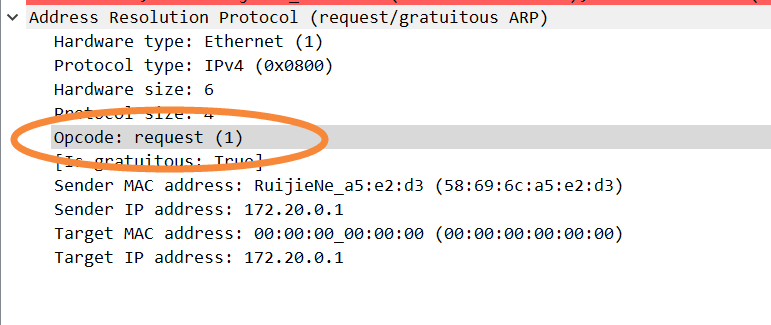 Address Resolution Protocol (request/gratuitous ARP)
Hardware type: Ethernet (1)
Protocol type: IPv4 (0x0800)
Hardware size: 6
Protocol size: 4
Opcode: request (1)
[Is gratuitous: True]
Sender MAC address: RuijieNe_a5:e2:d3 (58:69:6c:a5:e2:d3)
Sender IP address: 172.20.0.1
Target MAC address: 00:00:00_00:00:00 (00:00:00:00:00:00)
Target IP address: 172.20.0.1